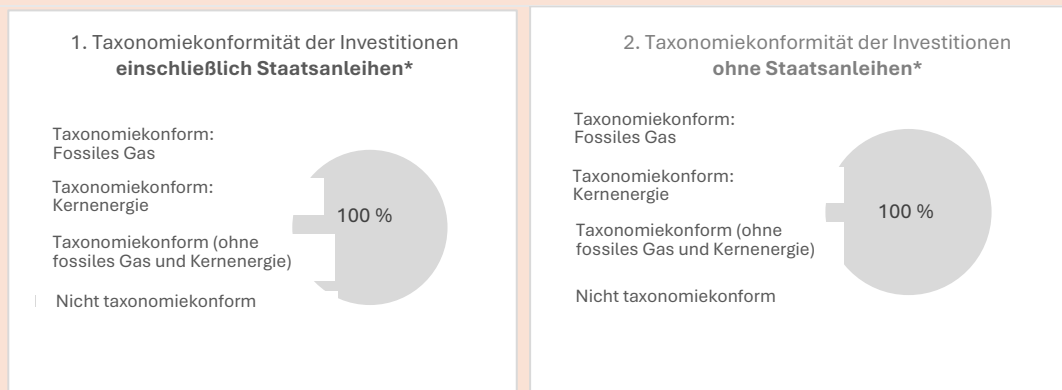 1. Taxonomiekonformität der Investitionen
einschließlich Staatsanleihen*
Taxonomiekonform:
Fossiles Gas
Taxonomiekonform:
Kernenergie
Taxonomiekonform (ohne
fossiles Gas und Kernenergie)
Nicht taxonomiekonform
100 %
2. Taxonomiekonformität der Investitionen
ohne Staatsanleihen*
Taxonomiekonform:
Fossiles Gas
Taxonomiekonform:
Kernenergie
Taxonomiekonform (ohne
fossiles Gas und Kernenergie)
Nicht taxonomiekonform
100 %